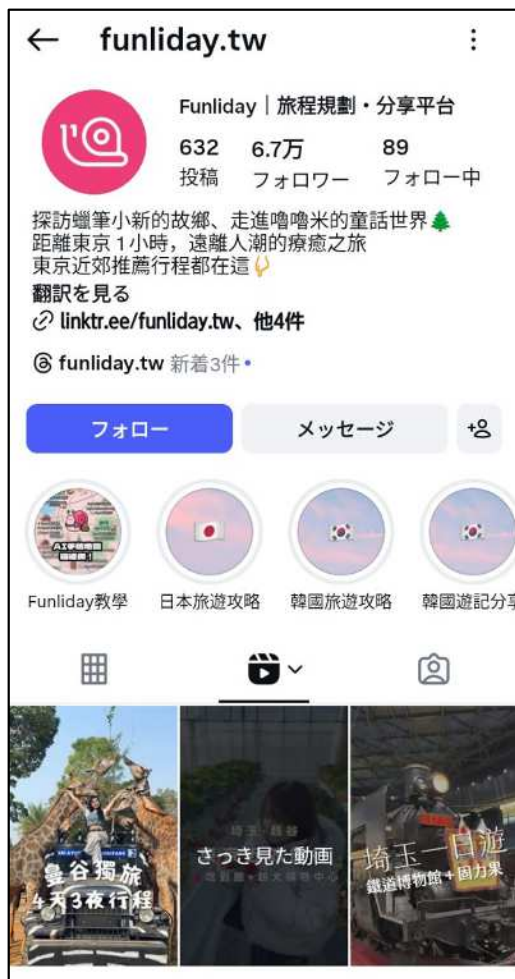 funliday.tw
Funliday｜旅程規劃・分享平台
632 6.7万 89
投稿 フォロワー フォロー中
探訪蠟筆小新的故鄉、走進嚕嚕米的童話世界🌲
距離東京1小時，遠離人潮的療癒之旅
東京近郊推薦行程都在這👇
翻訳を見る
linktr.ee/funliday.tw、他4件
funliday.tw 新着3件
フォロー メッセージ
Funliday教學 日本旅遊攻略 韓國旅遊攻略 韓國遊記分享
曼谷獨旅
4天3夜行程
さっき見た動画
埼玉一日遊
鐵道博物館+固力果